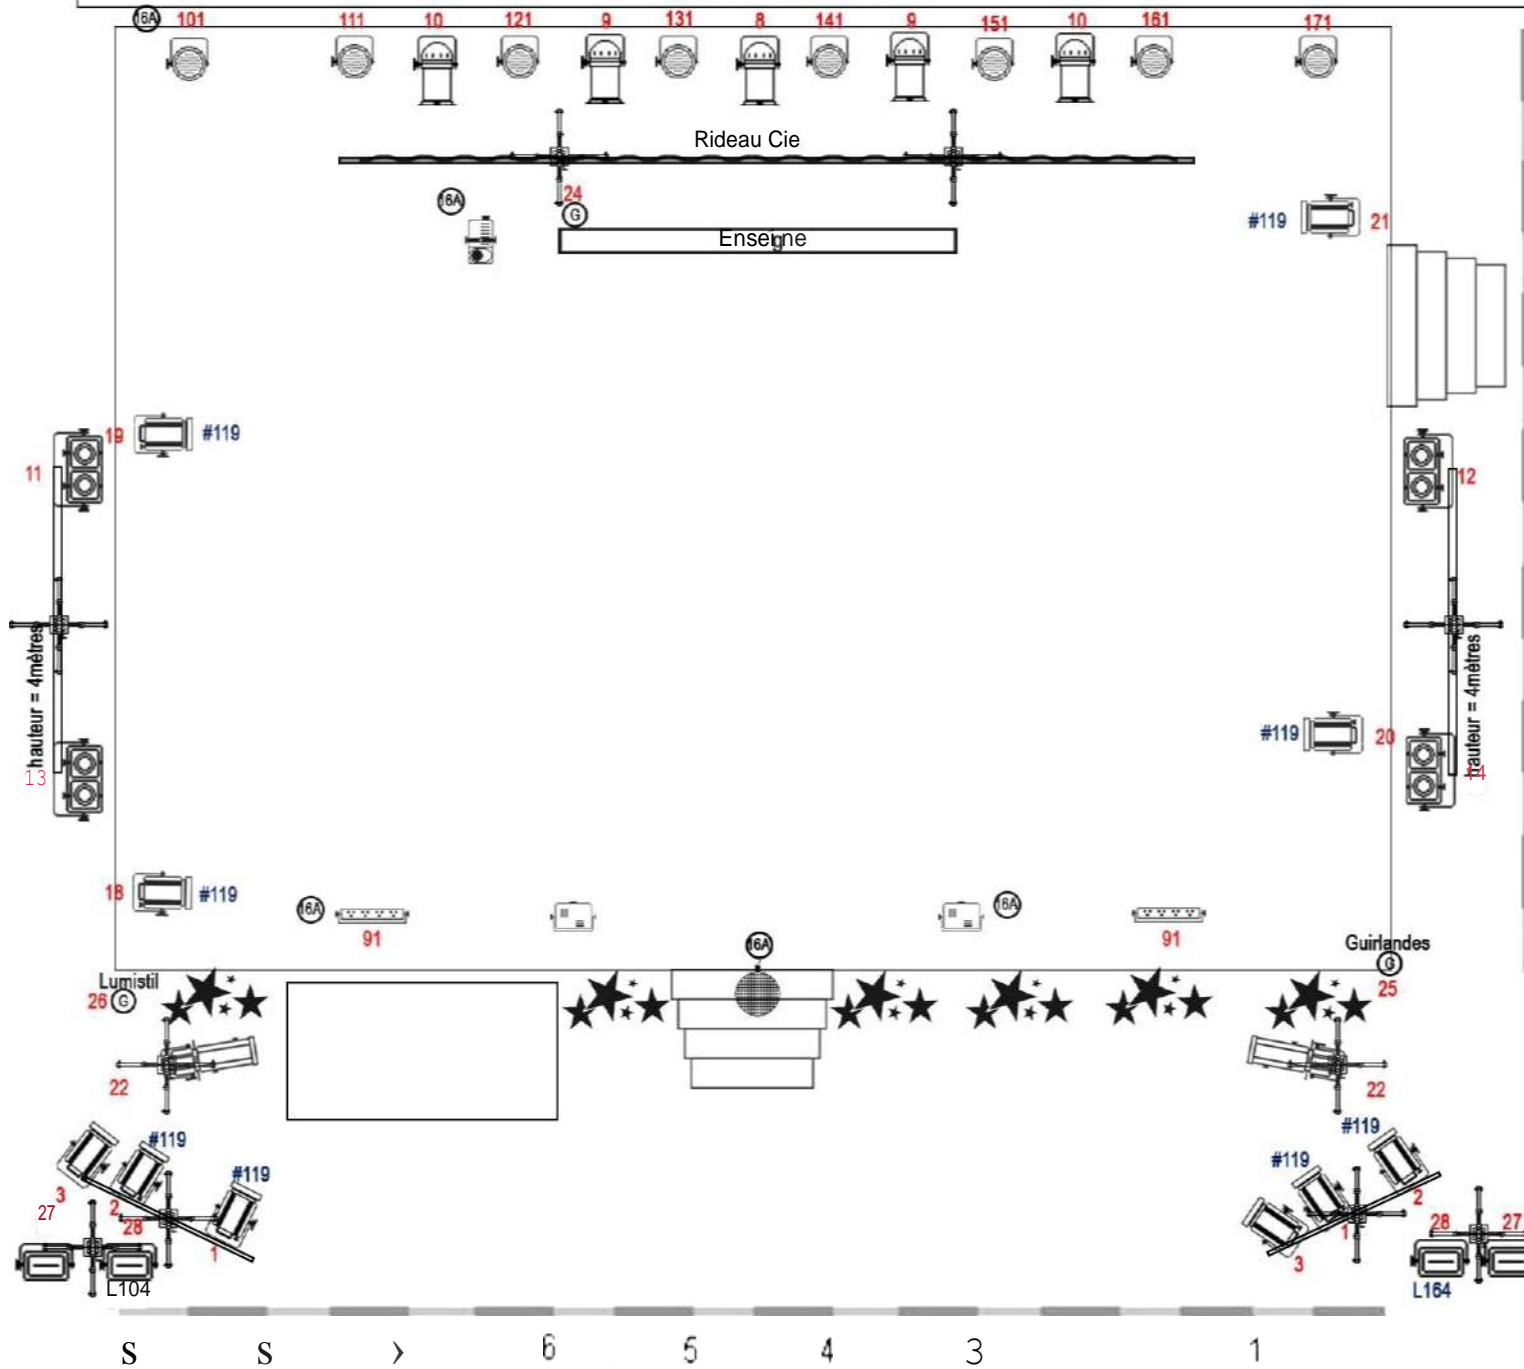 16A 101 111 10 121 9 131 8 141 9 151 10 161 171
Rideau Cie
16A 24
G
#119 21
Enseigne
19 #119
11 12
hauteur = 4mètres
hauteur = 4mètres
#119 20
13 14
18 #119
16A 91 16A 91
16A
Guirlandes
G
25
Lumistil
26 G
22 22
#119 #119
#119 #119
3 2 2
27 28 1 1 28 27
3
L104 L164
S S › 6 5 4 3 1